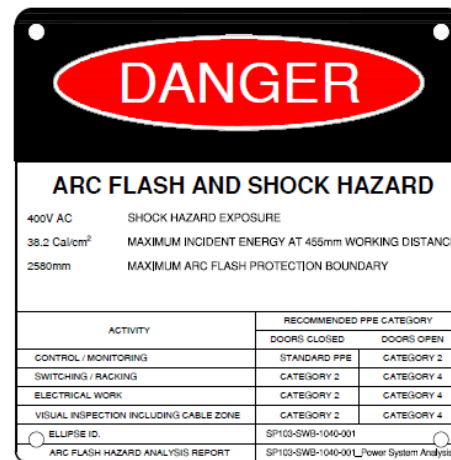 DANGER
ARC FLASH AND SHOCK HAZARD
400V AC SHOCK HAZARD EXPOSURE
38.2 Cal/cm² MAXIMUM INCIDENT ENERGY AT 455mm WORKING DISTANC
2580mm MAXIMUM ARC FLASH PROTECTION BOUNDARY
ACTIVITY RECOMMENDED PPE CATEGORY
DOORS CLOSED DOORS OPEN
CONTROL / MONITORING STANDARD PPE CATEGORY 2
SWITCHING / RACKING CATEGORY 2 CATEGORY 4
ELECTRICAL WORK CATEGORY 2 CATEGORY 4
VISUAL INSPECTION INCLUDING CABLE ZONE CATEGORY 2 CATEGORY 4
ELLIPSE ID. SP103-SWB-1040-001
ARC FLASH HAZARD ANALYSIS REPORT SP103-SWB-1040-001_Power System Analysis